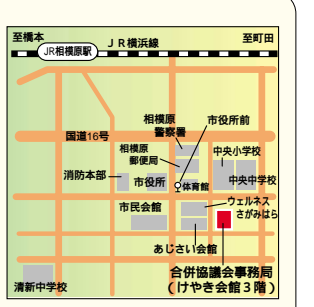 至橋本
至町田
JR横浜線
JR相模原駅
相模原
警察署
市役所前
国道16号
相模原
郵便局
中央小学校
消防本部
市役所
体育館
中央中学校
市民会館
ウェルネス
さがみはら
あじさい会館
合併協議会事務局
(けやき会館3階)
清新中学校